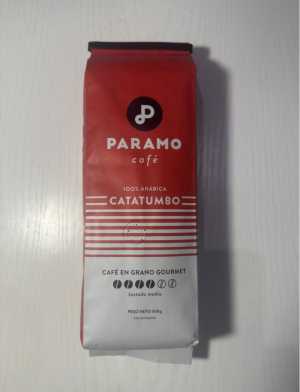 PARAMO
café
100% ARABICA
CATATUMBO
CAFÉ EN GRANO GOURMET
tostado medio